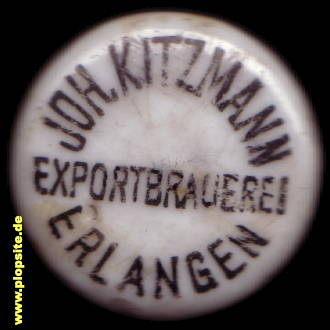 JOH. KITZMANN
EXPORTBRAUEREI
ERLANGEN
www.plopsite.de